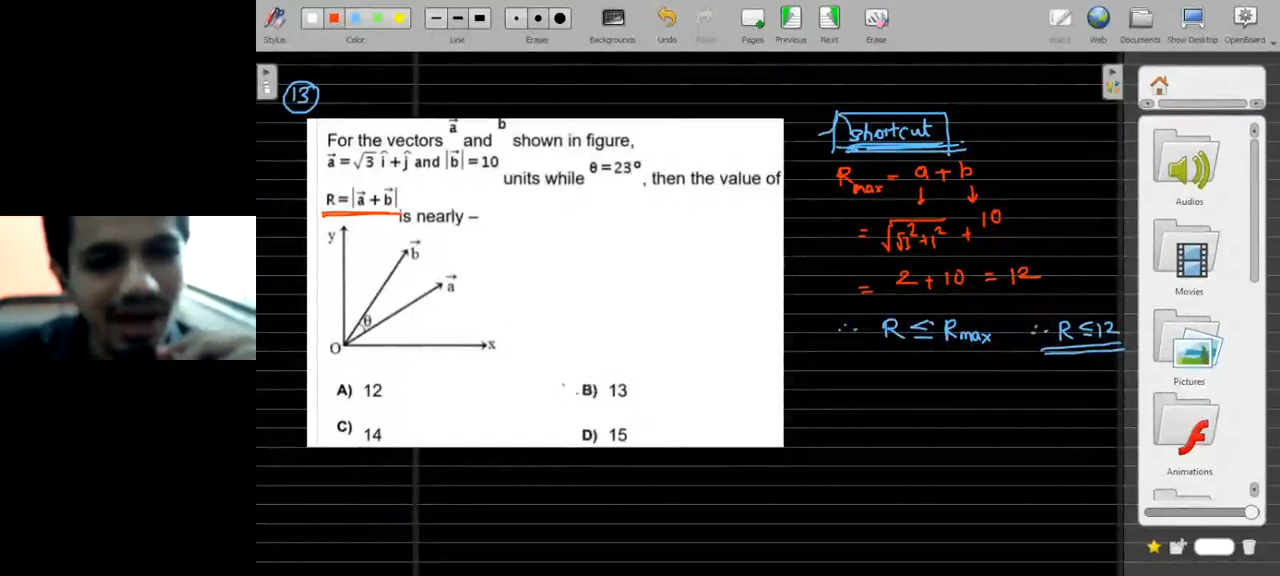 Stylus
Color
Line
Eraser
Backgrounds
Undo
Redo
Pages
Previous
Next
Erase
Board
Web
Documents
Show Desktop
OpenBoard
13
For the vectors a⃗ and b shown in figure,
a⃗ = √3 î + ĵ and |b⃗| = 10 units while θ = 23°, then the value of
R = |a⃗ + b⃗| is nearly –
y
b⃗
a⃗
θ
O
x
A) 12
B) 13
C) 14
D) 15
shortcut
Rmax = a + b
= √(√3² + 1²) + 10
= 2 + 10 = 12
∴ R ≤ Rmax ∴ R ≤ 12
Audios
Movies
Pictures
Animations